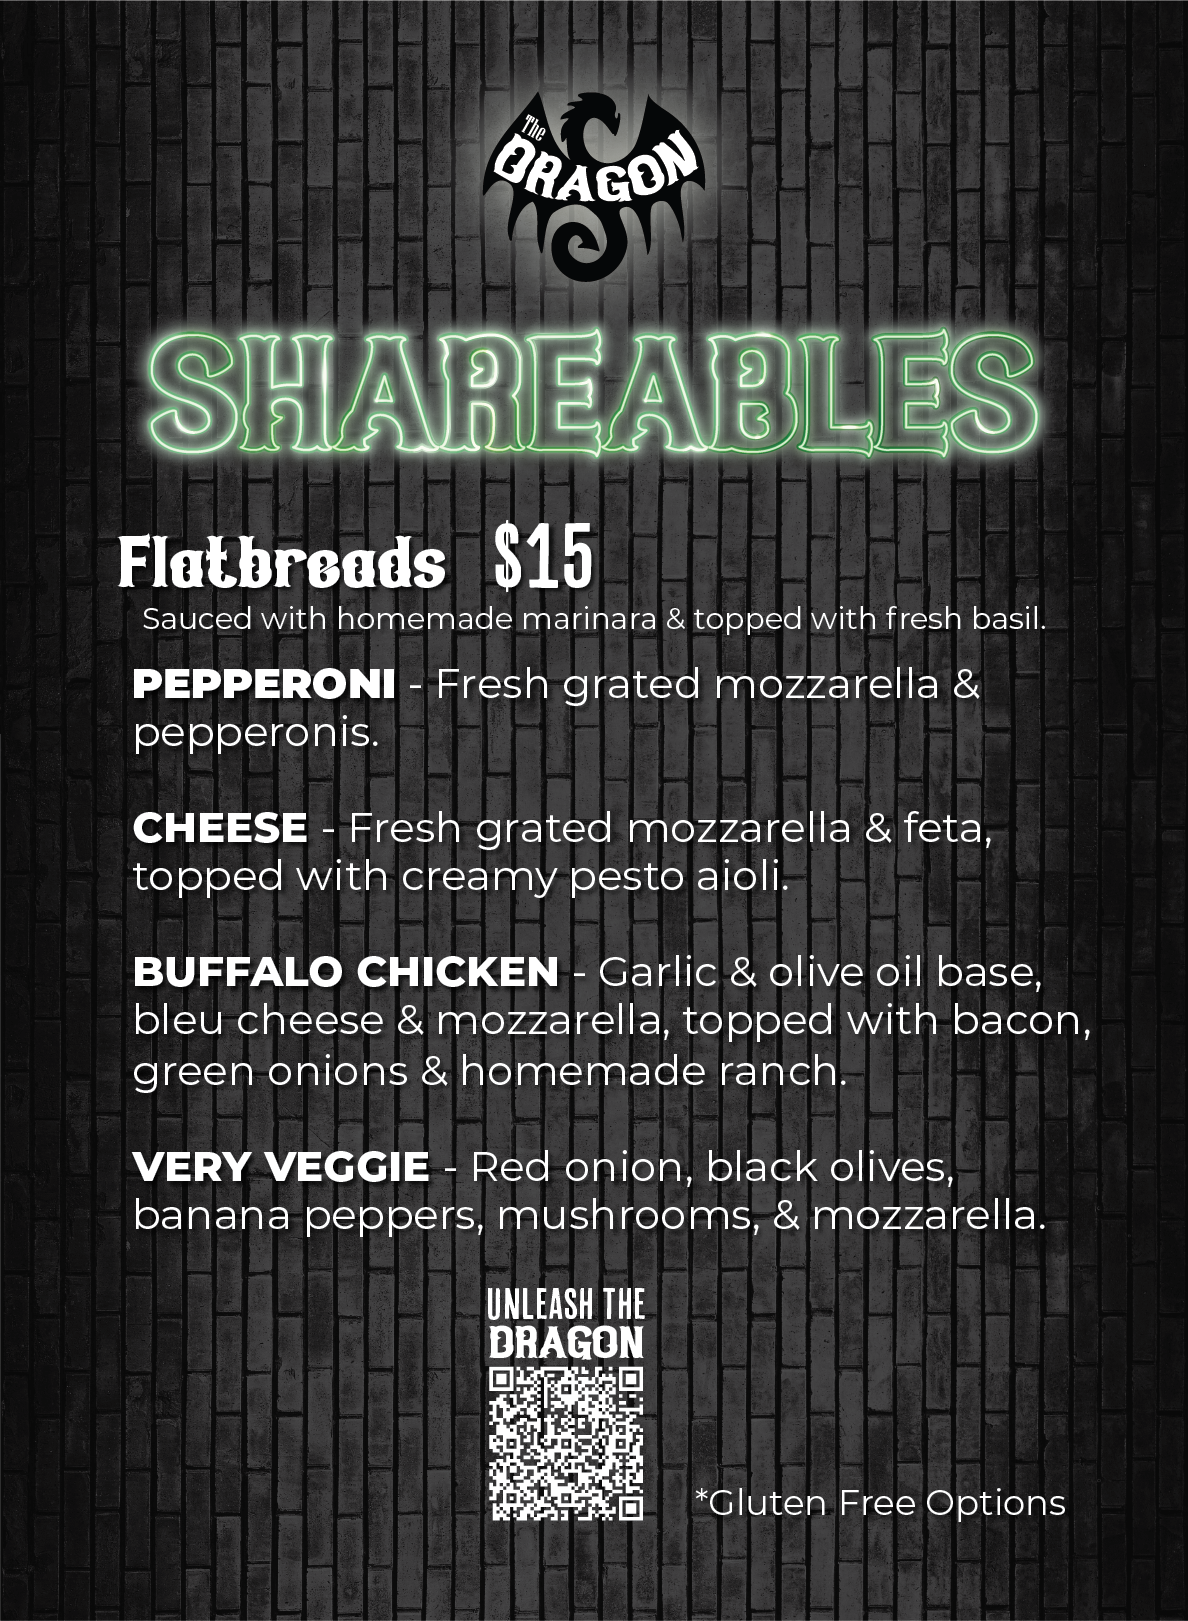 The
DRAGON
SHAREABLES
Flatbreads $15
Sauced with homemade marinara & topped with fresh basil.
PEPPERONI - Fresh grated mozzarella &
pepperonis.
CHEESE - Fresh grated mozzarella & feta,
topped with creamy pesto aioli.
BUFFALO CHICKEN - Garlic & olive oil base,
bleu cheese & mozzarella, topped with bacon,
green onions & homemade ranch.
VERY VEGGIE - Red onion, black olives,
banana peppers, mushrooms, & mozzarella.
UNLEASH THE
DRAGON
*Gluten Free Options